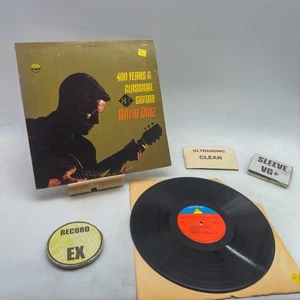 400 YEARS of
CLASSICAL
GUITAR
Alirio Diaz
ULTRASONIC
CLEAN
SLEEVE
VG+
RECORD
EX